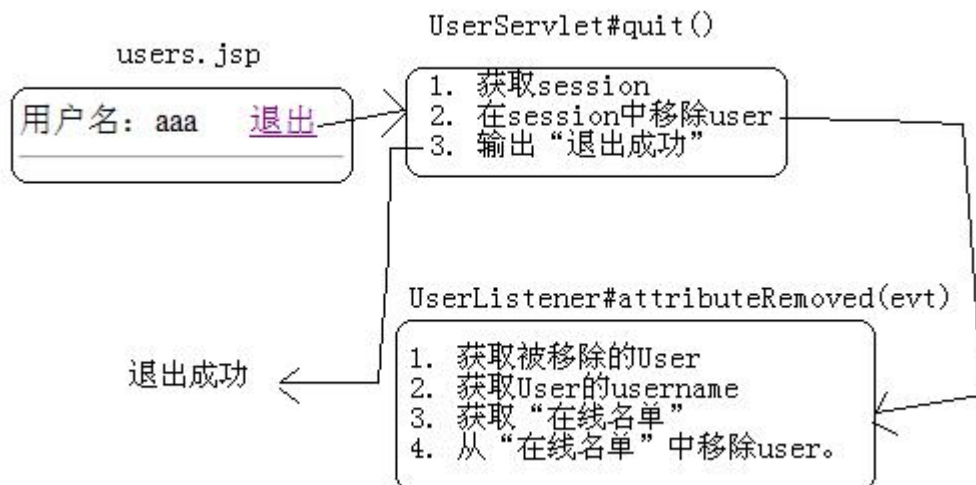 UserServlet#quit()
users.jsp
用户名：aaa 退出
1. 获取session
2. 在session中移除user
3. 输出“退出成功”
UserListener#attributeRemoved(evt)
1. 获取被移除的User
2. 获取User的username
3. 获取“在线名单”
4. 从“在线名单”中移除user。
退出成功